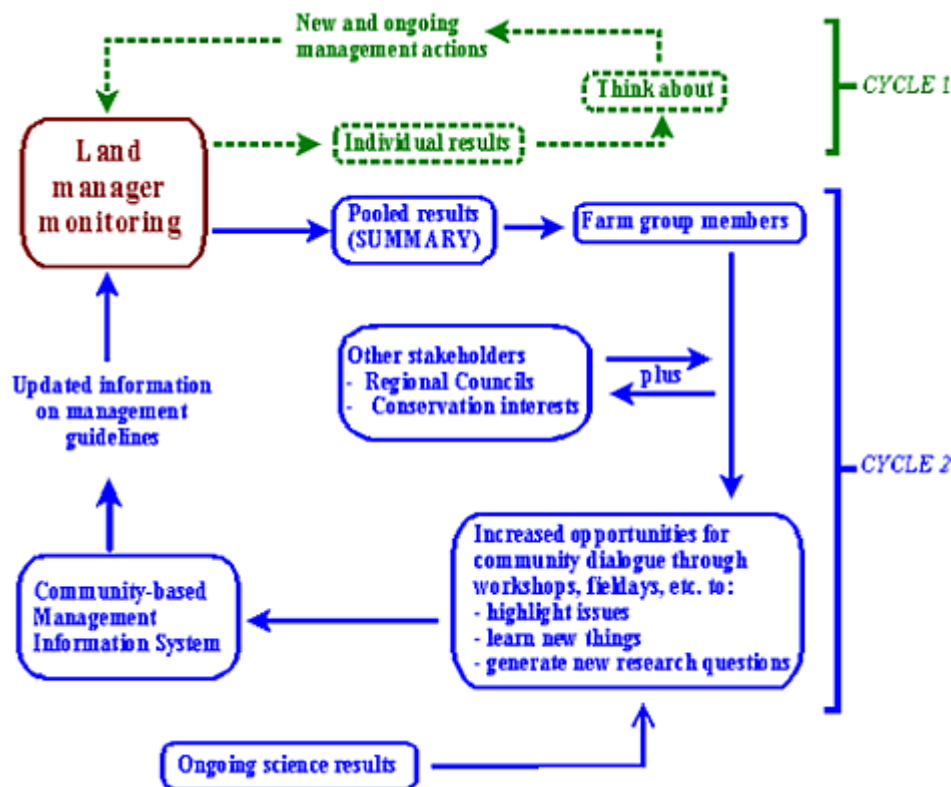 New and ongoing
management actions
Think about
CYCLE 1
Land
manager
monitoring
Individual results
Pooled results
(SUMMARY)
Farm group members
Other stakeholders
- Regional Councils
- Conservation interests
plus
Updated information
on management
guidelines
CYCLE 2
Increased opportunities for
community dialogue through
workshops, fieldays, etc. to:
- highlight issues
- learn new things
- generate new research questions
Community-based
Management
Information System
Ongoing science results